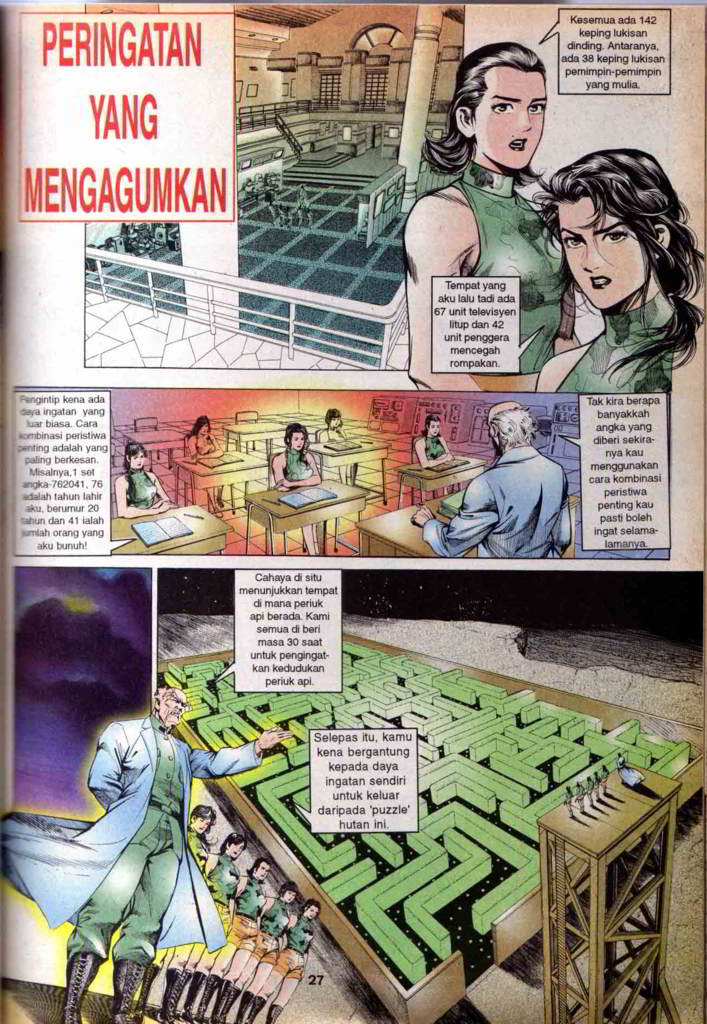 PERINGATAN
YANG
MENGAGUMKAN
Kesemua ada 142
keping lukisan
dinding. Antaranya,
ada 38 keping lukisan
pemimpin-pemimpin
yang mulia.
Tempat yang
aku lalu tadi ada
67 unit televisyen
litup dan 42
unit penggera
mencegah
rompakan.
Pengintip kena ada
daya ingatan yang
luar biasa. Cara
kombinasi peristiwa
penting adalah yang
paling berkesan.
Misalnya,1 set
angka-762041, 76
adalah tahun lahir
aku, berumur 20
tahun dan 41 ialah
orang yang
aku bunuh!
Tak kira berapa
banyakkah
angka yang
diberi sekira-
nya kau
menggunakan
cara kombinasi
peristiwa
penting kau
pasti boleh
ingat selama-
lamanya.
Cahaya di situ
menunjukkan tempat
di mana periuk
api berada. Kami
semua di beri
masa 30 saat
untuk pengingat-
kan kedudukan
periuk api.
Selepas itu, kamu
kena bergantung
kepada daya
ingatan sendiri
untuk keluar
daripada 'puzzle'
hutan ini.
27